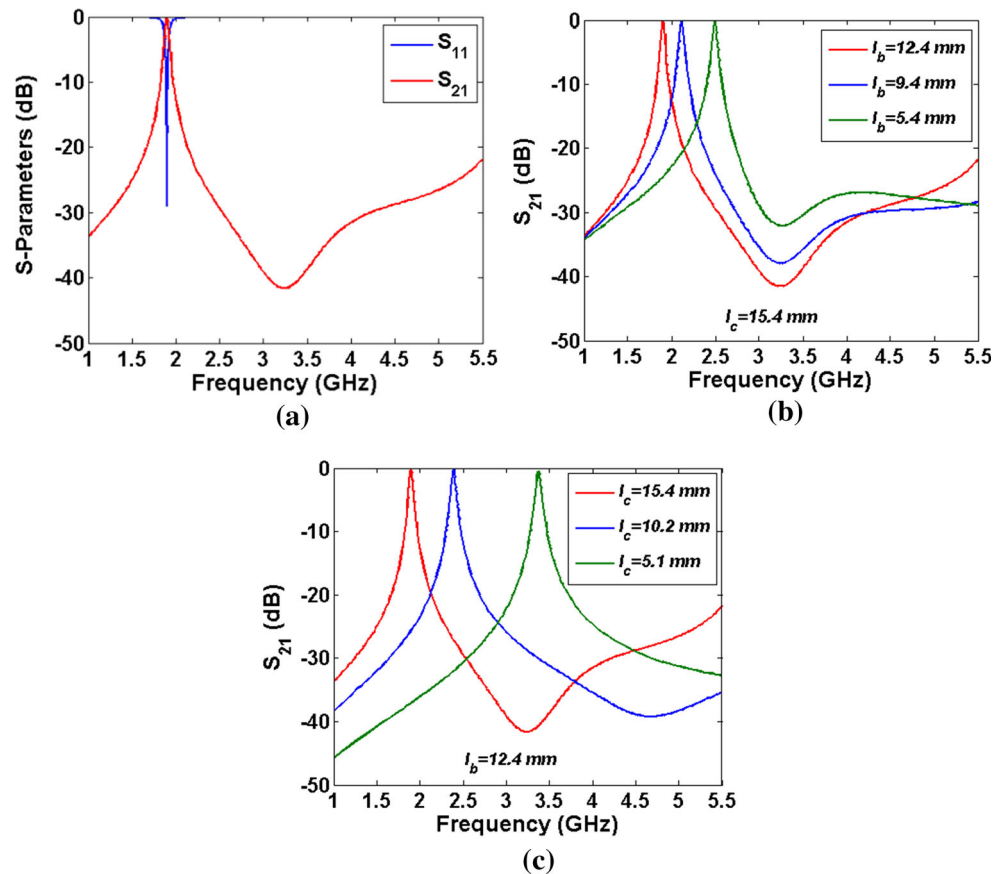 S-Parameters (dB)
0
-10
-20
-30
-40
-50
S11
S21
1 1.5 2 2.5 3 3.5 4 4.5 5 5.5
Frequency (GHz)
(a)
S21 (dB)
0
-10
-20
-30
-40
-50
lb=12.4 mm
lb=9.4 mm
lb=5.4 mm
lc=15.4 mm
1 1.5 2 2.5 3 3.5 4 4.5 5 5.5
Frequency (GHz)
(b)
S21 (dB)
0
-10
-20
-30
-40
-50
lc=15.4 mm
lc=10.2 mm
lc=5.1 mm
lb=12.4 mm
1 1.5 2 2.5 3 3.5 4 4.5 5 5.5
Frequency (GHz)
(c)